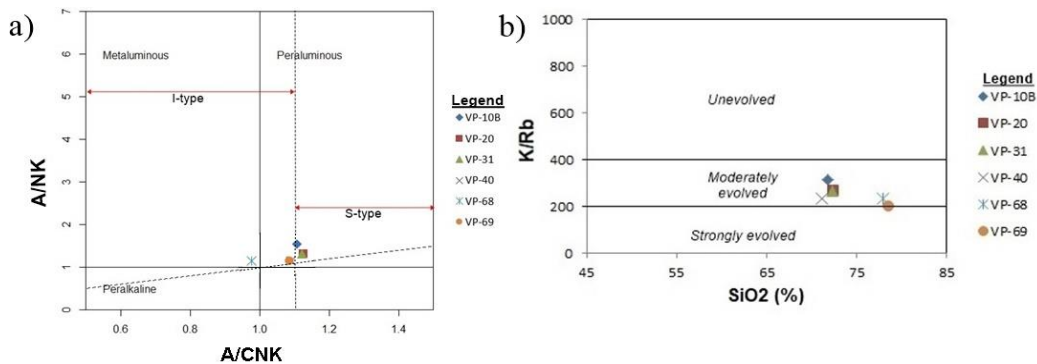 a)
A/NK
7
6
5
4
3
2
1
0
Metaluminous
Peraluminous
I-type
S-type
Peralkaline
0.6 0.8 1.0 1.2 1.4
A/CNK
Legend
VP-10B
VP-20
VP-31
VP-40
VP-68
VP-69
b)
K/Rb
1000
800
600
400
200
0
Unevolved
Moderately
evolved
Strongly evolved
45 55 65 75 85
SiO2 (%)
Legend
VP-10B
VP-20
VP-31
VP-40
VP-68
VP-69